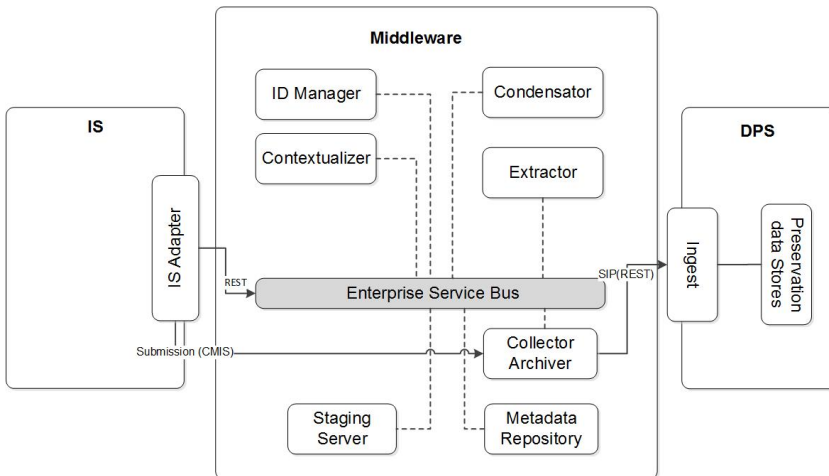 Middleware
IS
DPS
ID Manager
Condensator
Contextualizer
Extractor
IS Adapter
REST
Enterprise Service Bus
SIP(REST)
Ingest
Preservation
data Stores
Submission (CMIS)
Collector
Archiver
Staging
Server
Metadata
Repository